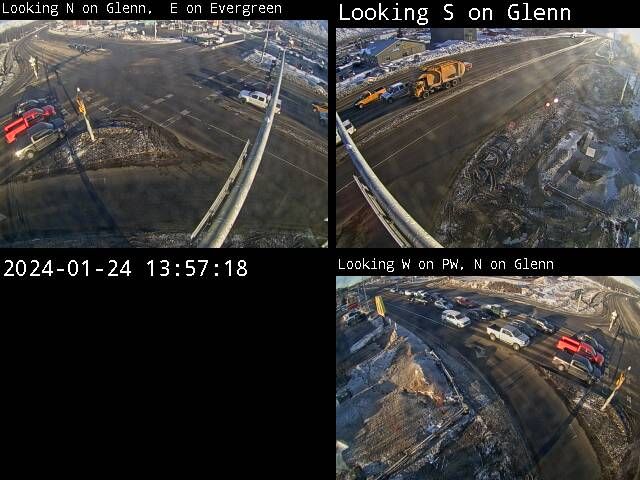 Looking N on Glenn,  E on Evergreen
Looking S on Glenn
2024-01-24 13:57:18
Looking W on PW, N on Glenn